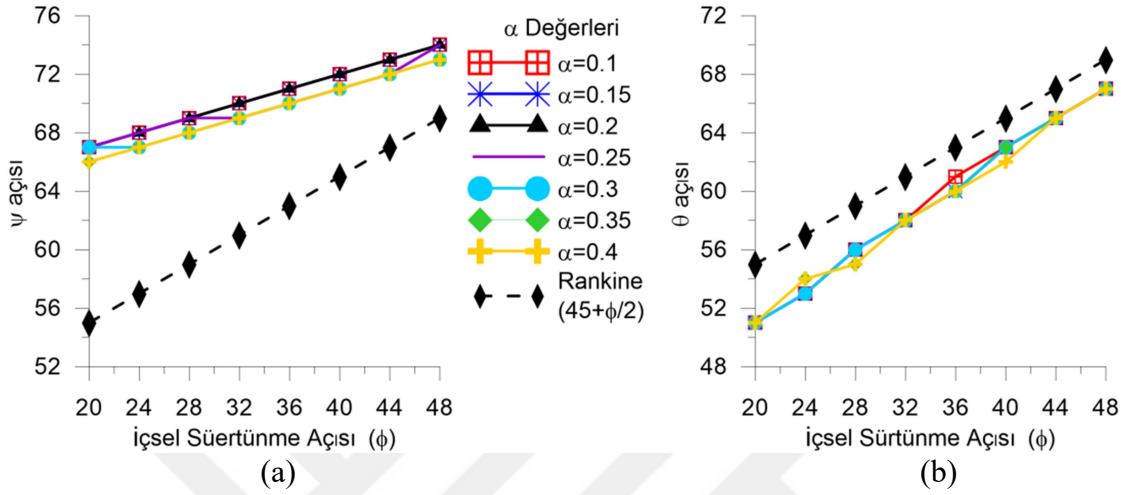 76
72
68
64
60
56
52
ψ açısı
20 24 28 32 36 40 44 48
İçsel Süertünme Açısı (ϕ)
(a)
α Değerleri
α=0.1
α=0.15
α=0.2
α=0.25
α=0.3
α=0.35
α=0.4
Rankine
(45+ϕ/2)
72
68
64
60
56
52
48
θ açısı
20 24 28 32 36 40 44 48
İçsel Sürtünme Açısı (ϕ)
(b)